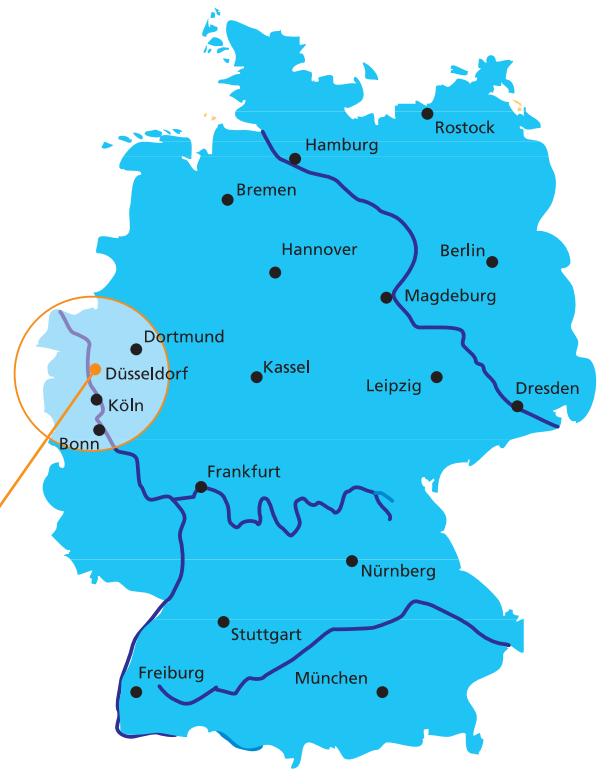 Rostock
Hamburg
Bremen
Hannover
Berlin
Magdeburg
Dortmund
Düsseldorf
Kassel
Leipzig
Dresden
Köln
Bonn
Frankfurt
Nürnberg
Stuttgart
Freiburg
München